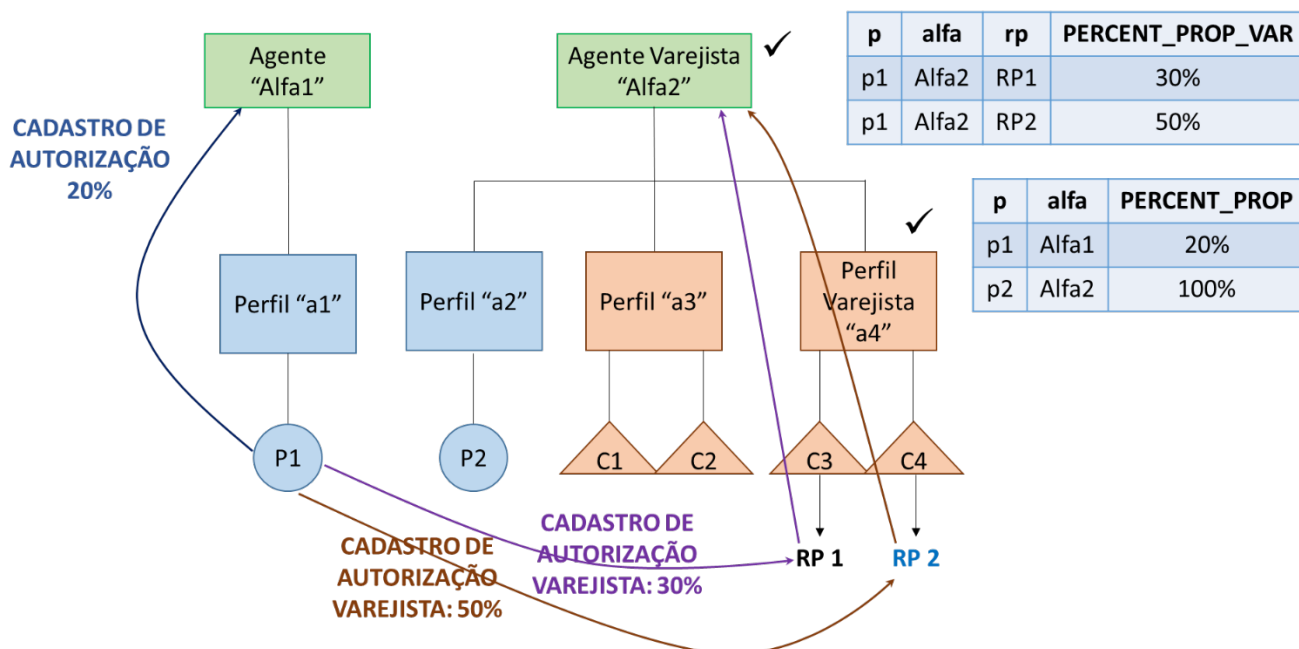 Agente
“Alfa1”
Agente Varejista
“Alfa2”
✓
p alfa rp PERCENT_PROP_VAR
p1 Alfa2 RP1 30%
p1 Alfa2 RP2 50%
CADASTRO DE
AUTORIZAÇÃO
20%
p alfa PERCENT_PROP
p1 Alfa1 20%
p2 Alfa2 100%
✓
Perfil “a1”
Perfil “a2”
Perfil “a3”
Perfil
Varejista
“a4”
P1
P2
C1
C2
C3
C4
CADASTRO DE
AUTORIZAÇÃO
VAREJISTA: 50%
CADASTRO DE
AUTORIZAÇÃO
VAREJISTA: 30%
RP 1
RP 2